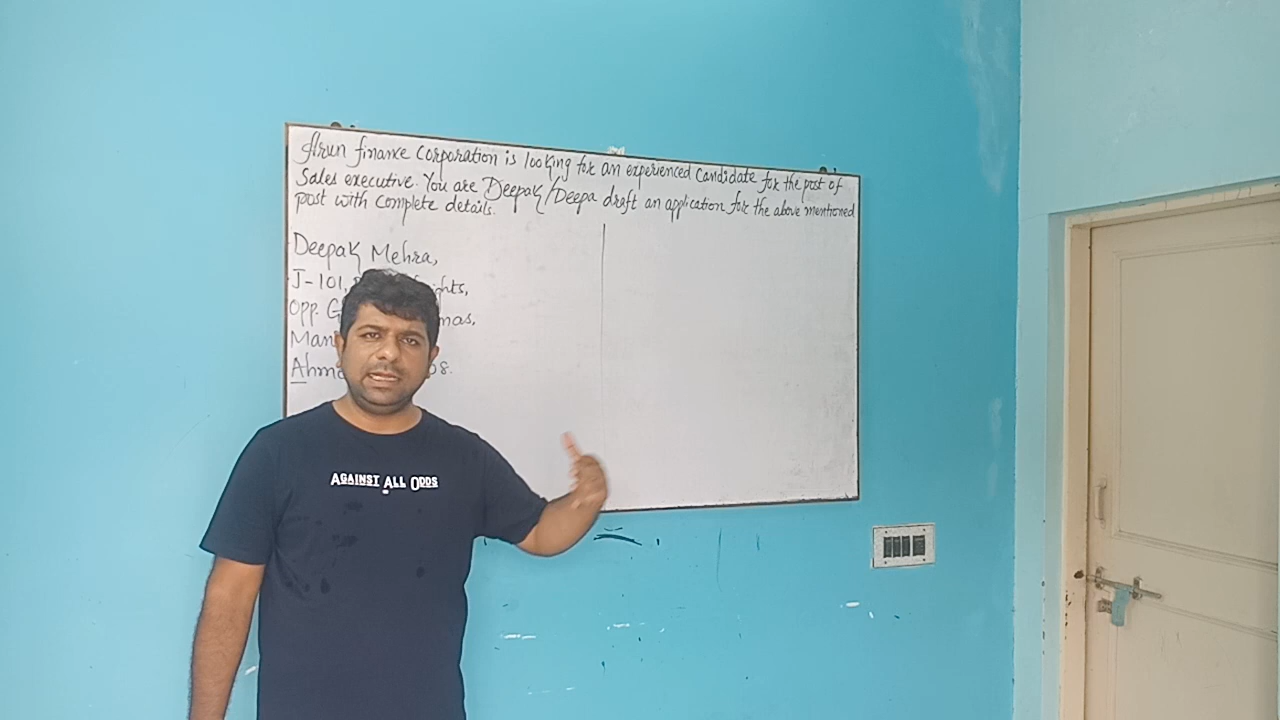 Arun finance Corporation is looking for an experienced Candidate for the post of
Sales executive. You are Deepak/Deepa draft an application for the above mentioned
post with complete details.
Deepak Mehra,
J-101,
Opp.
AGAINST ALL ODDS